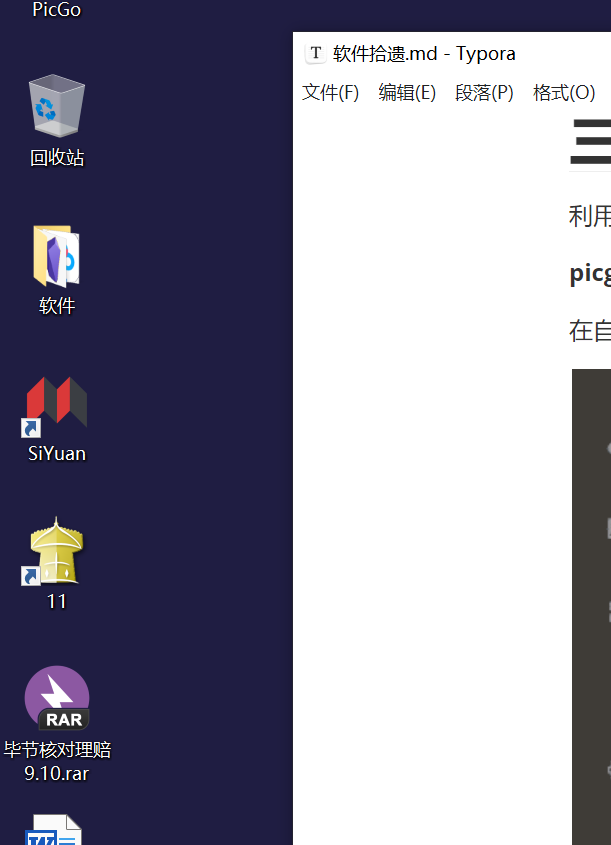 PicGo
回收站
软件
SiYuan
11
RAR
毕节核对理赔
9.10.rar
T 软件拾遗.md - Typora
文件(F) 编辑(E) 段落(P) 格式(O)
三
利用
picg
在自